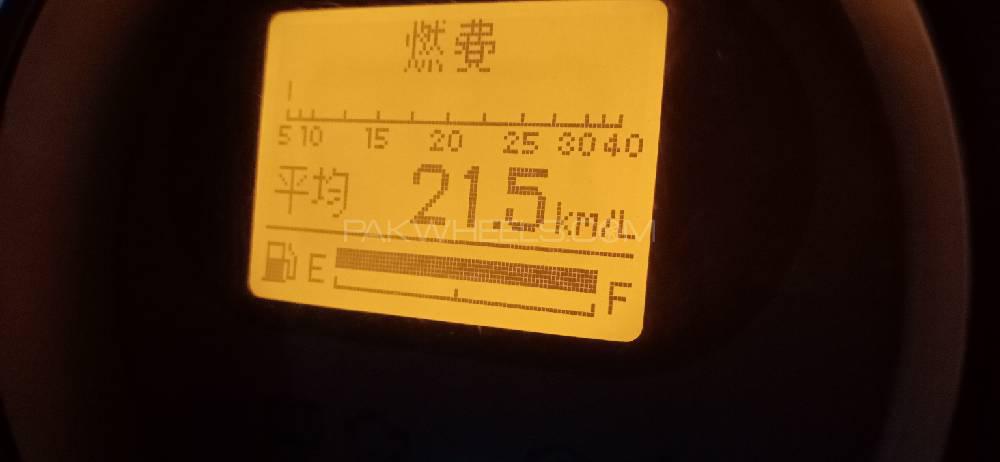 燃費
5 10 15 20 25 30 40
平均 21.5 km/L
PAKWHEELS.COM
E F